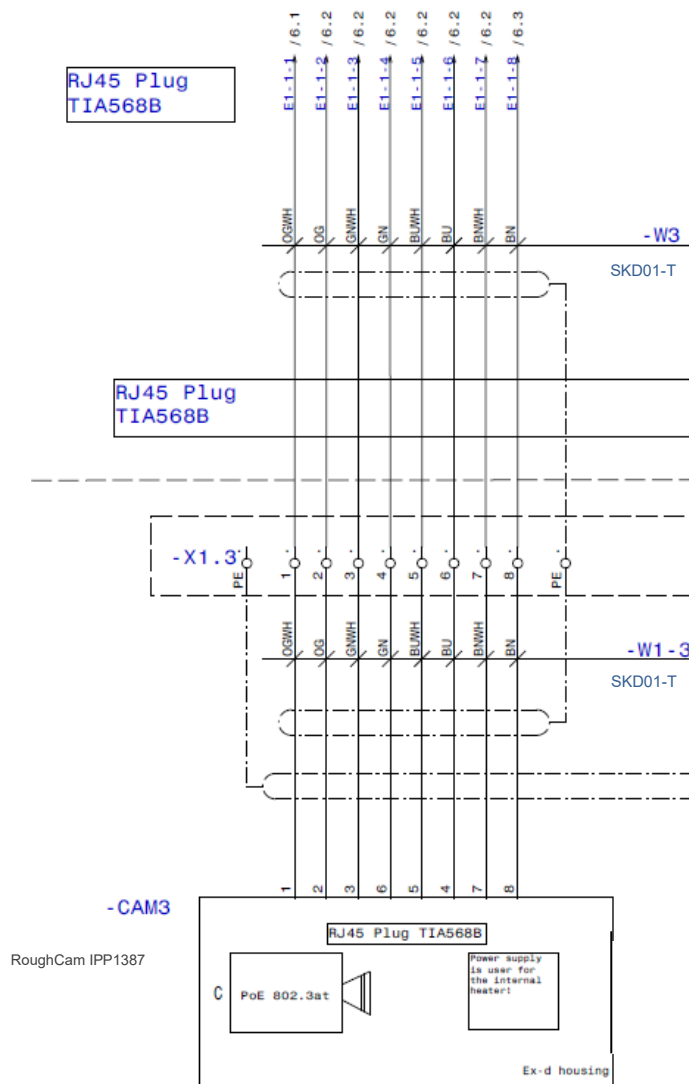 /6.1 /6.2 /6.2 /6.2 /6.2 /6.2 /6.2 /6.3
E1-1-1 E1-1-2 E1-1-3 E1-1-4 E1-1-5 E1-1-6 E1-1-7 E1-1-8
RJ45 Plug
TIA568B
OGWH OG GNWH GN BUWH BU BNWH BN
-W3
SKD01-T
RJ45 Plug
TIA568B
-X1.3
PE 1 2 3 4 5 6 7 8 PE
OGWH OG GNWH GN BUWH BU BNWH BN
-W1-3
SKD01-T
1 2 3 6 5 4 7 8
-CAM3
RJ45 Plug TIA568B
RoughCam IPP1387
C
PoE 802.3at
Power supply
is user for
the internal
heater!
Ex-d housing